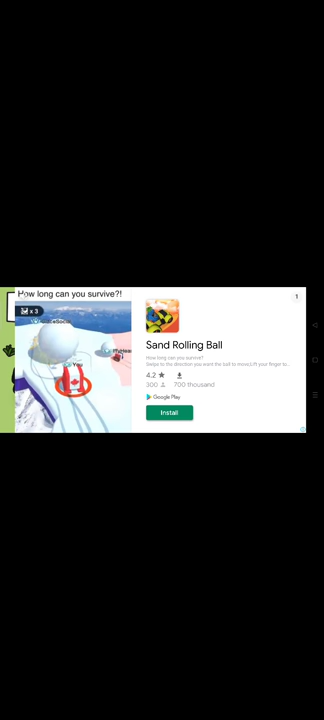 How long can you survive?!
x 3
You
1
Sand Rolling Ball
How long can you survive?
Swipe to the direction you want the ball to move,Lift your finger to...
4.2 ★
300
700 thousand
Google Play
Install